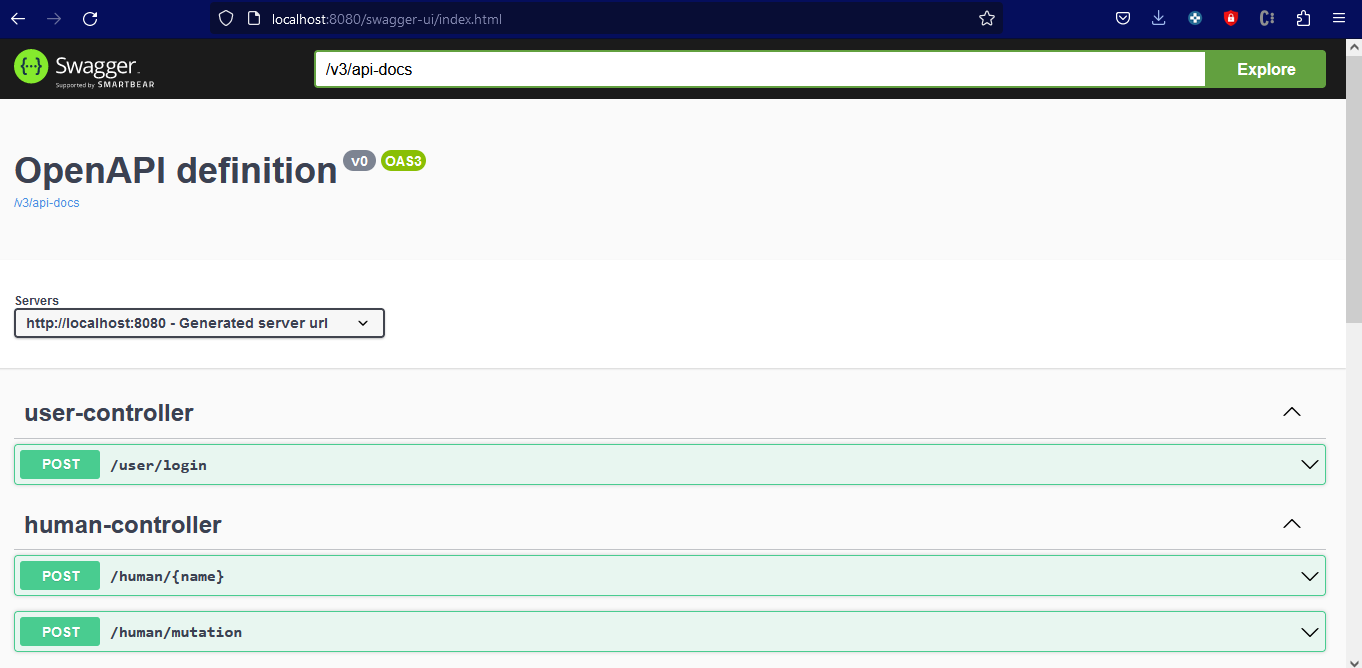 localhost:8080/swagger-ui/index.html
Swagger.
Supported by SMARTBEAR
/v3/api-docs
Explore
OpenAPI definition v0 OAS3
/v3/api-docs
Servers
http://localhost:8080 - Generated server url
user-controller
POST /user/login
human-controller
POST /human/{name}
POST /human/mutation